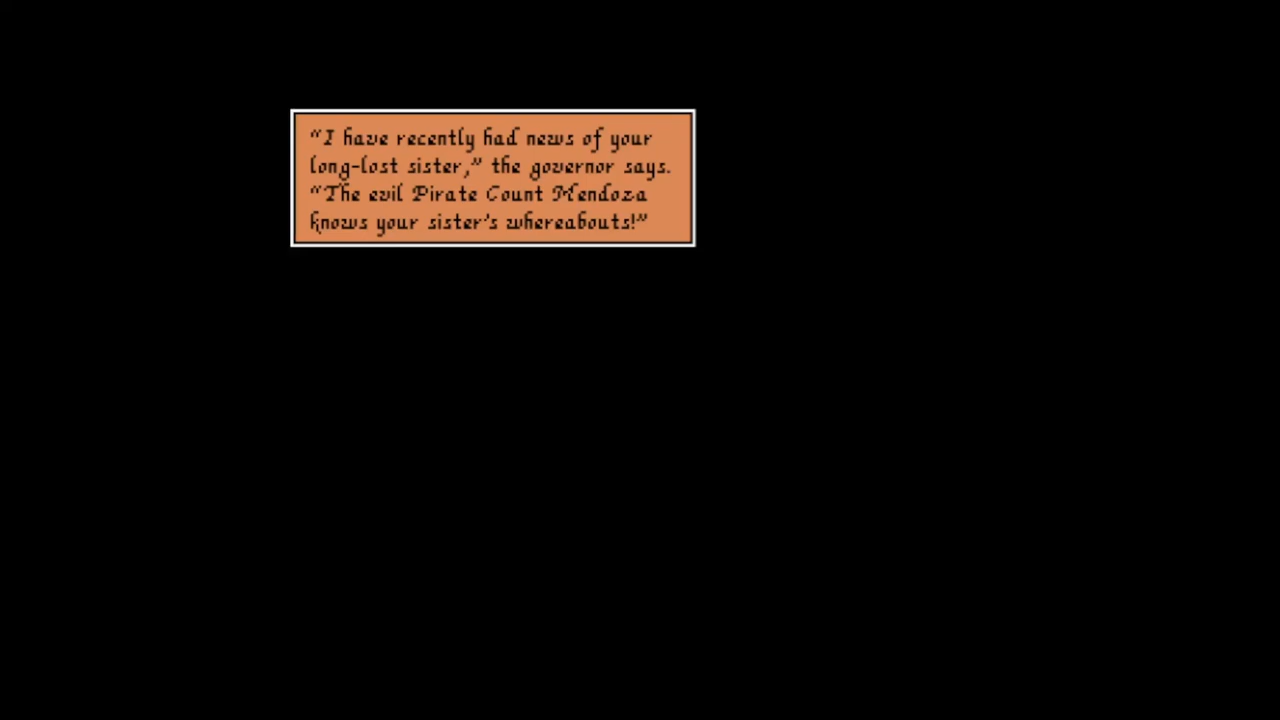 “I have recently had news of your
long-lost sister,” the governor says.
“The evil Pirate Count Mendoza
knows your sister's whereabouts!”